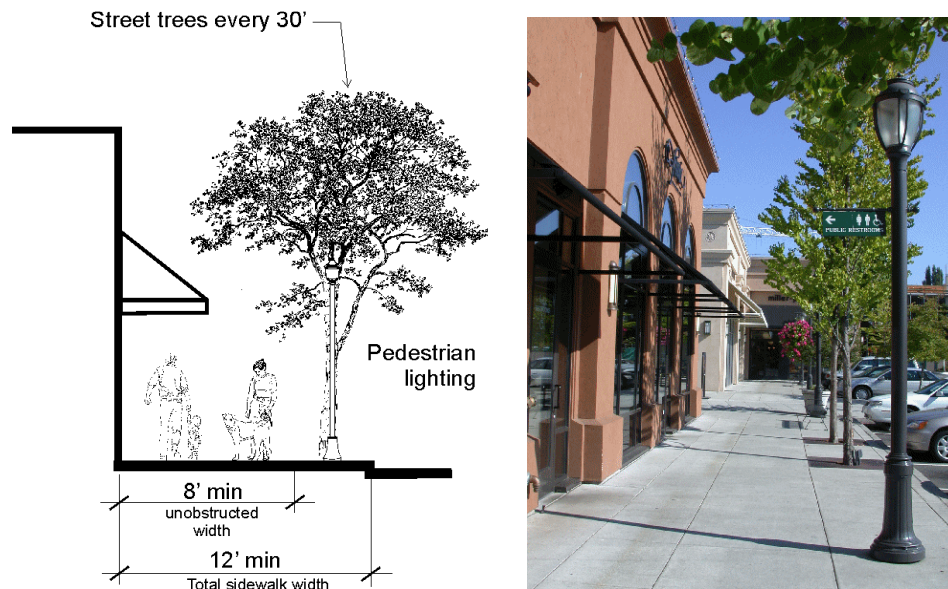 Street trees every 30’
Pedestrian
lighting
8’ min
unobstructed
width
12’ min
Total sidewalk width
PUBLIC RESTROOMS